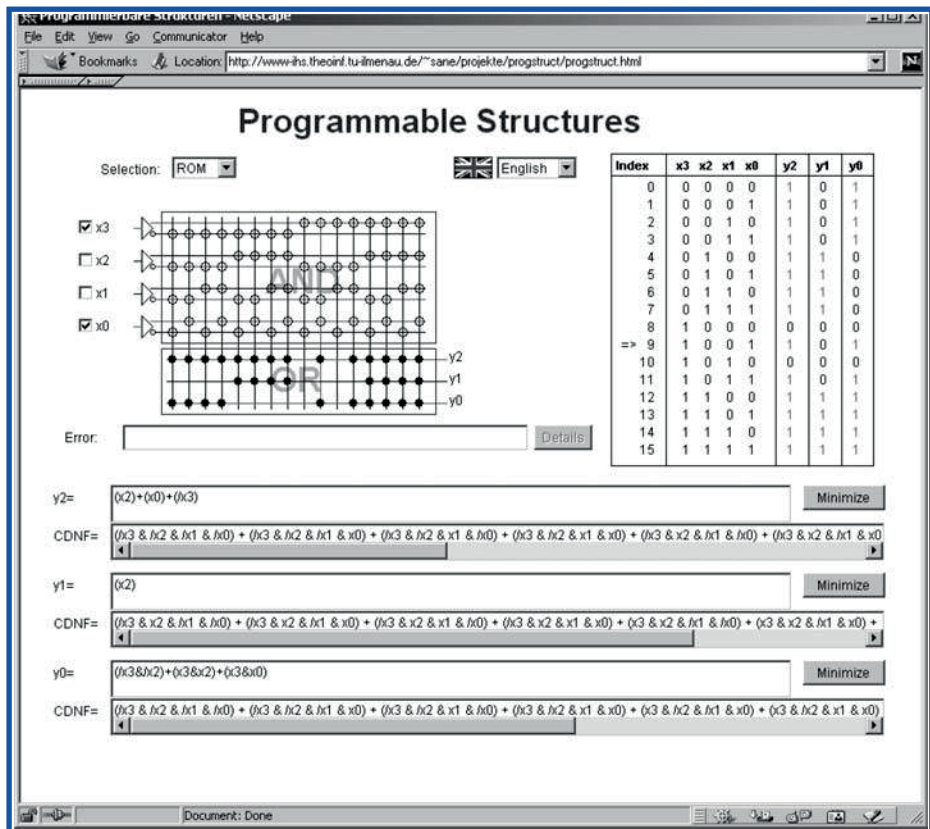 Programmierbare Strukturen - Netscape
File Edit View Go Communicator Help
Bookmarks Location: http://www-ihs.theoinf.tu-ilmenau.de/~sane/projekte/progstruct/progstruct.html N
Programmable Structures
Selection: ROM English
Index x3 x2 x1 x0 y2 y1 y0
0 0 0 0 0 1 0 1
1 0 0 0 1 1 0 1
2 0 0 1 0 1 0 1
3 0 0 1 1 1 0 1
4 0 1 0 0 1 1 0
5 0 1 0 1 1 1 0
6 0 1 1 0 1 1 0
7 0 1 1 1 1 1 0
8 1 0 0 0 0 0 0
=> 9 1 0 0 1 1 0 1
10 1 0 1 0 0 0 0
11 1 0 1 1 1 0 1
12 1 1 0 0 1 1 1
13 1 1 0 1 1 1 1
14 1 1 1 0 1 1 1
15 1 1 1 1 1 1 1
x3
x2
AND
x1
x0
y2
OR y1
y0
Error: Details
y2= (x2)+(x0)+(/x3) Minimize
CDNF= (/x3 & /x2 & /x1 & /x0) + (/x3 & /x2 & /x1 & x0) + (/x3 & /x2 & x1 & /x0) + (/x3 & /x2 & x1 & x0) + (/x3 & x2 & /x1 & /x0) + (/x3 & x2 & /x1 & x0
y1= (x2) Minimize
CDNF= (/x3 & x2 & /x1 & /x0) + (/x3 & x2 & /x1 & x0) + (/x3 & x2 & x1 & /x0) + (/x3 & x2 & x1 & x0) + (x3 & x2 & /x1 & /x0) + (x3 & x2 & /x1 & x0) +
y0= (/x3&/x2)+(x3&x2)+(x3&x0) Minimize
CDNF= (/x3 & /x2 & /x1 & /x0) + (/x3 & /x2 & /x1 & x0) + (/x3 & /x2 & x1 & /x0) + (/x3 & /x2 & x1 & x0) + (x3 & /x2 & /x1 & x0) + (x3 & /x2 & x1 & x0)
Document: Done